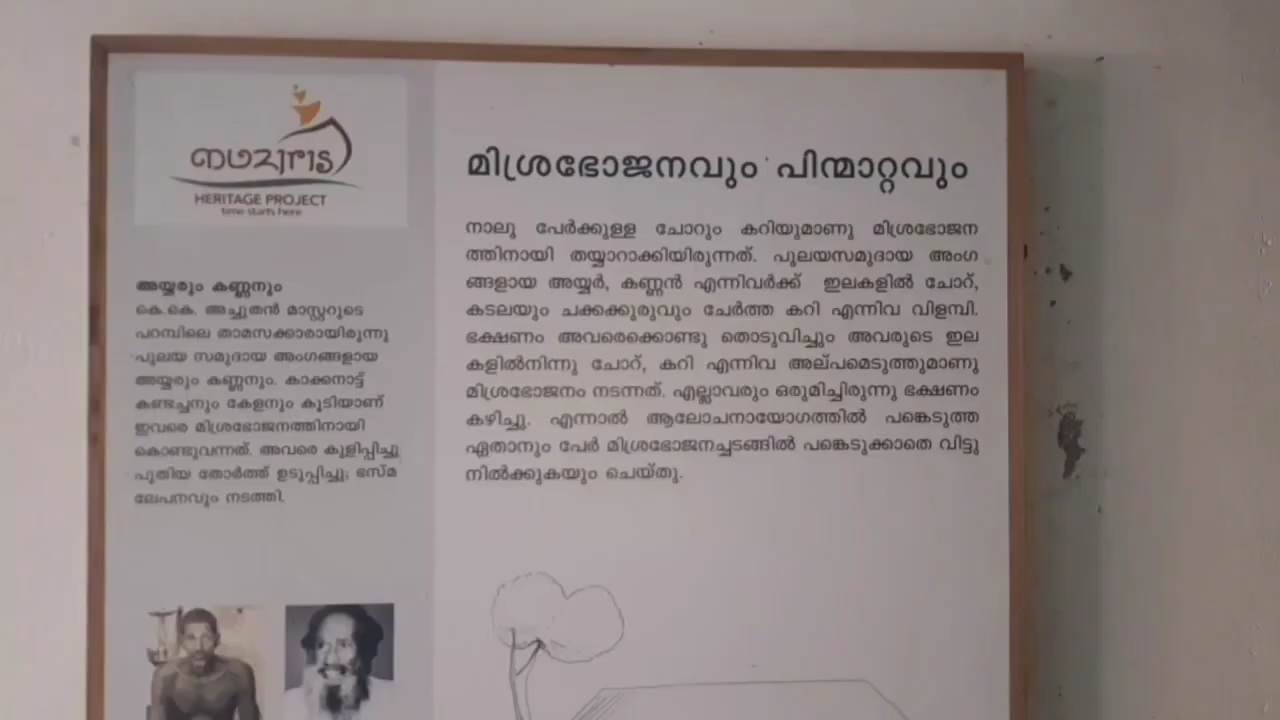 HERITAGE PROJECT
time starts here
അയ്യരും കണ്ണനും
കെ.കെ. അച്ചുതൻ മാസ്റ്ററുടെ
പറമ്പിലെ താമസക്കാരായിരുന്നു
പുലയ സമുദായ അംഗങ്ങളായ
അയ്യരും കണ്ണനും. കാക്കനാട്ട്
കണ്ടച്ചനും കേളനും കൂടിയാണ്
ഇവരെ മിശ്രഭോജനത്തിനായി
കൊണ്ടുവന്നത്. അവരെ കുളിപ്പിച്ചു
പുതിയ തോർത്ത് ഉടുപ്പിച്ചു; ഭസ്മ
ലേപനവും നടത്തി.
മിശ്രഭോജനവും പിന്മാറ്റവും
നാലു പേർക്കുള്ള ചോറും കറിയുമാണു മിശ്രഭോജന
ത്തിനായി തയ്യാറാക്കിയിരുന്നത്. പുലയസമുദായ അംഗ
ങ്ങളായ അയ്യർ, കണ്ണൻ എന്നിവർക്ക് ഇലകളിൽ ചോറ്,
കടലയും ചക്കക്കുരുവും ചേർത്ത കറി എന്നിവ വിളമ്പി.
ഭക്ഷണം അവരെക്കൊണ്ടു തൊടുവിച്ചും അവരുടെ ഇല
കളിൽനിന്നു ചോറ്, കറി എന്നിവ അല്പമെടുത്തുമാണു
മിശ്രഭോജനം നടന്നത്. എല്ലാവരും ഒരുമിച്ചിരുന്നു ഭക്ഷണം
കഴിച്ചു. എന്നാൽ ആലോചനായോഗത്തിൽ പങ്കെടുത്ത
ഏതാനും പേർ മിശ്രഭോജനച്ചടങ്ങിൽ പങ്കെടുക്കാതെ വിട്ടു
നിൽക്കുകയും ചെയ്തു.